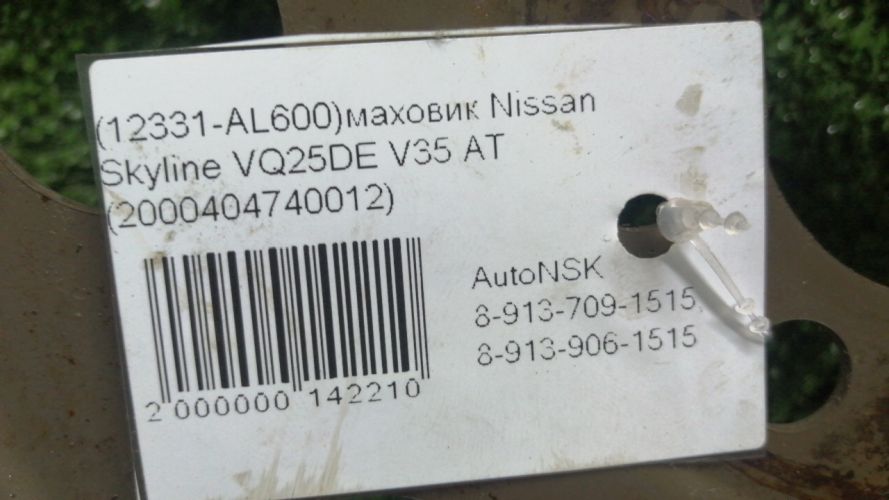 (12331-AL600)маховик Nissan
Skyline VQ25DE V35 AT
(2000404740012)
AutoNSK
8-913-709-1515
8-913-906-1515
2 000000 142210